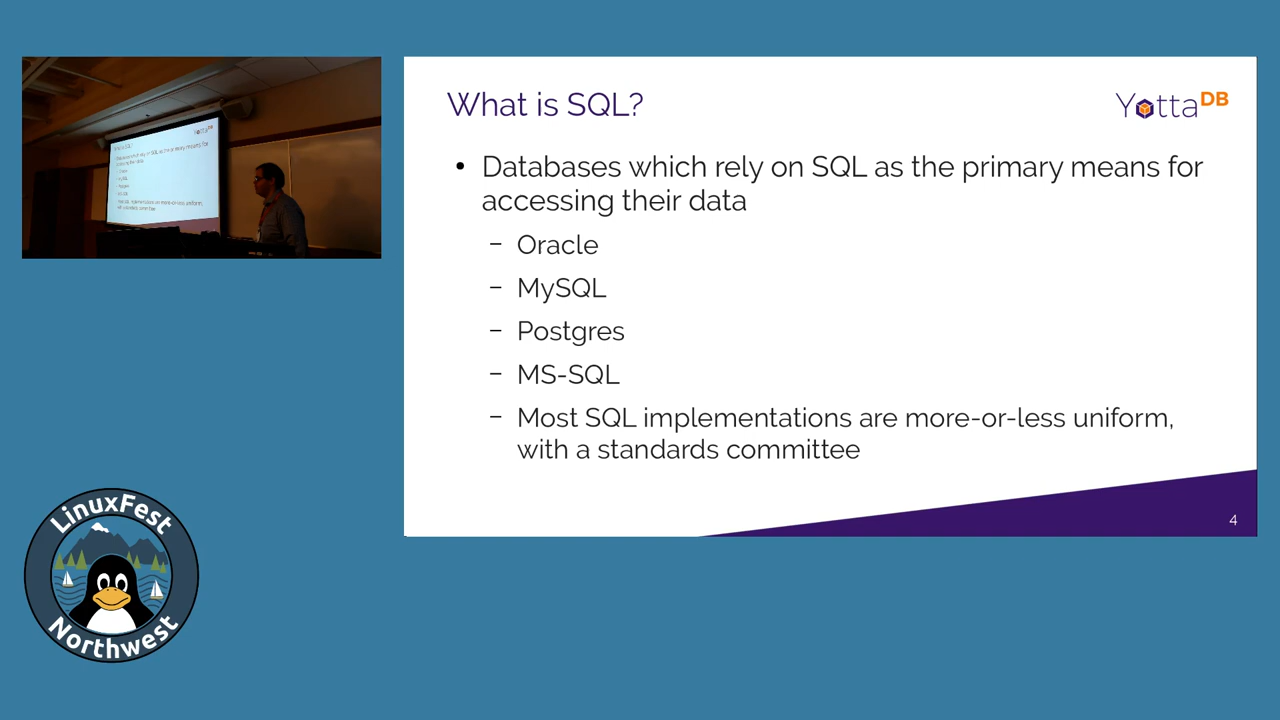 What is SQL?
YottaDB
• Databases which rely on SQL as the primary means for
accessing their data
– Oracle
– MySQL
– Postgres
– MS-SQL
– Most SQL implementations are more-or-less uniform,
with a standards committee
4
LinuxFest
Northwest